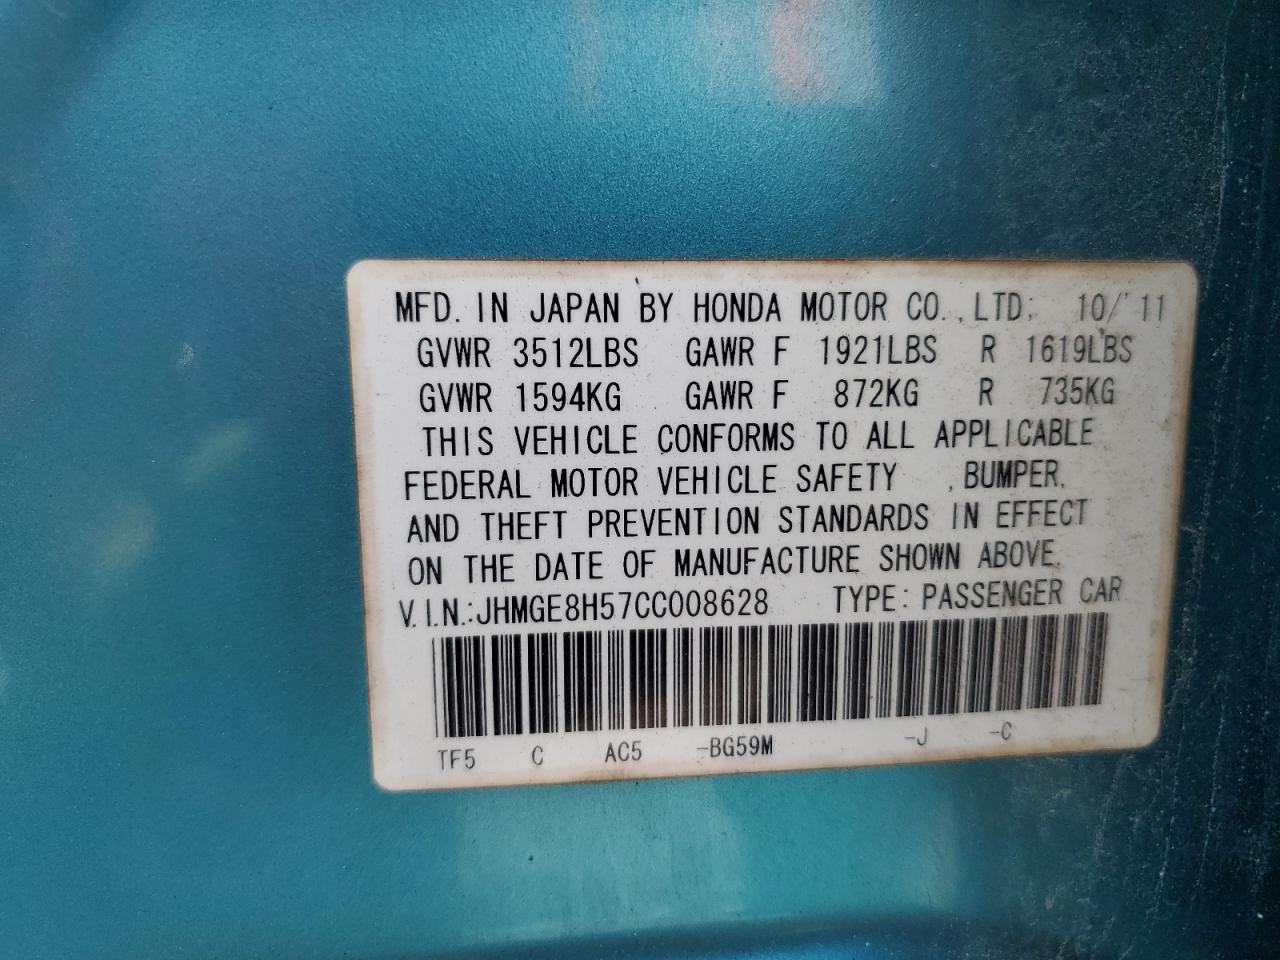 MFD. IN JAPAN BY HONDA MOTOR CO.,LTD. 10/'11
GVWR 3512LBS GAWR F 1921LBS R 1619LBS
GVWR 1594KG GAWR F 872KG R 735KG
THIS VEHICLE CONFORMS TO ALL APPLICABLE
FEDERAL MOTOR VEHICLE SAFETY ,BUMPER,
AND THEFT PREVENTION STANDARDS IN EFFECT
ON THE DATE OF MANUFACTURE SHOWN ABOVE.
V.I.N.:JHMGE8H57CC008628 TYPE: PASSENGER CAR
TF5 C AC5 -BG59M -J -C